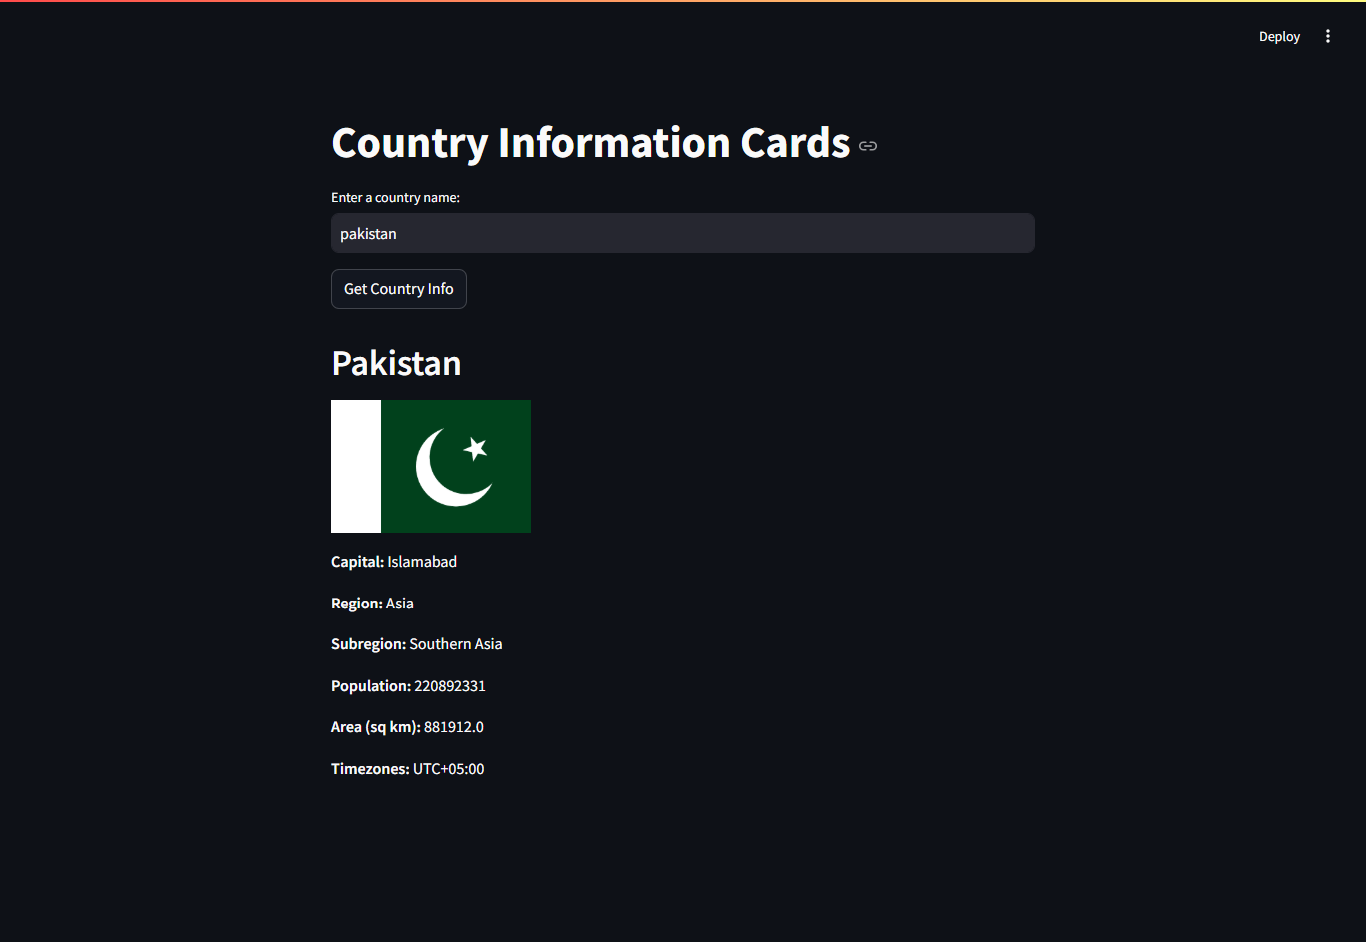 Deploy
Country Information Cards
Enter a country name:
pakistan
Get Country Info
Pakistan
Capital: Islamabad
Region: Asia
Subregion: Southern Asia
Population: 220892331
Area (sq km): 881912.0
Timezones: UTC+05:00